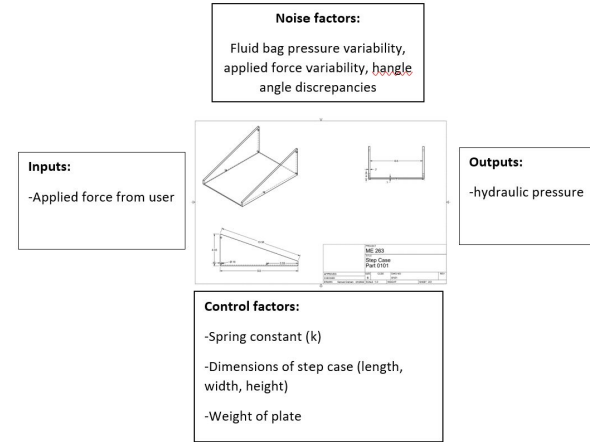 Noise factors:
Fluid bag pressure variability,
applied force variability, hangle
angle discrepancies
Inputs:
-Applied force from user
Outputs:
-hydraulic pressure
ME 263
Step Case
Part 0101
Control factors:
-Spring constant (k)
-Dimensions of step case (length,
width, height)
-Weight of plate